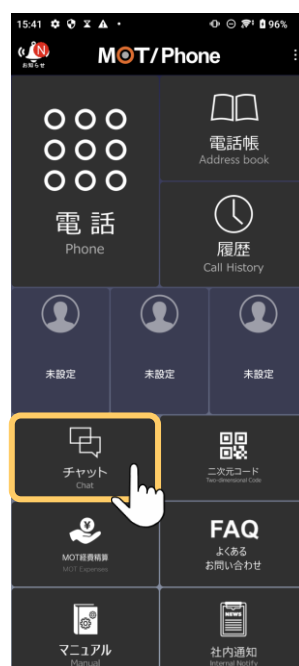 15:41 96%
N
お知らせ
MOT/Phone
電話
Phone
電話帳
Address book
履歴
Call History
未設定 未設定 未設定
チャット
Chat
二次元コード
Two-dimensional Code
MOT経費精算
MOT Expenses
FAQ
よくある
お問い合わせ
NEWS
マニュアル
Manual
社内通知
Internal Notify